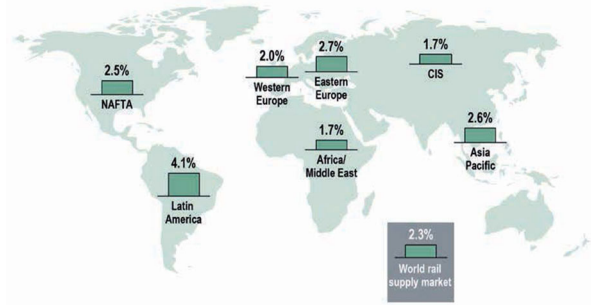 2.5%
NAFTA
2.0%
Western
Europe
2.7%
Eastern
Europe
1.7%
CIS
4.1%
Latin
America
1.7%
Africa/
Middle East
2.6%
Asia
Pacific
2.3%
World rail
supply market